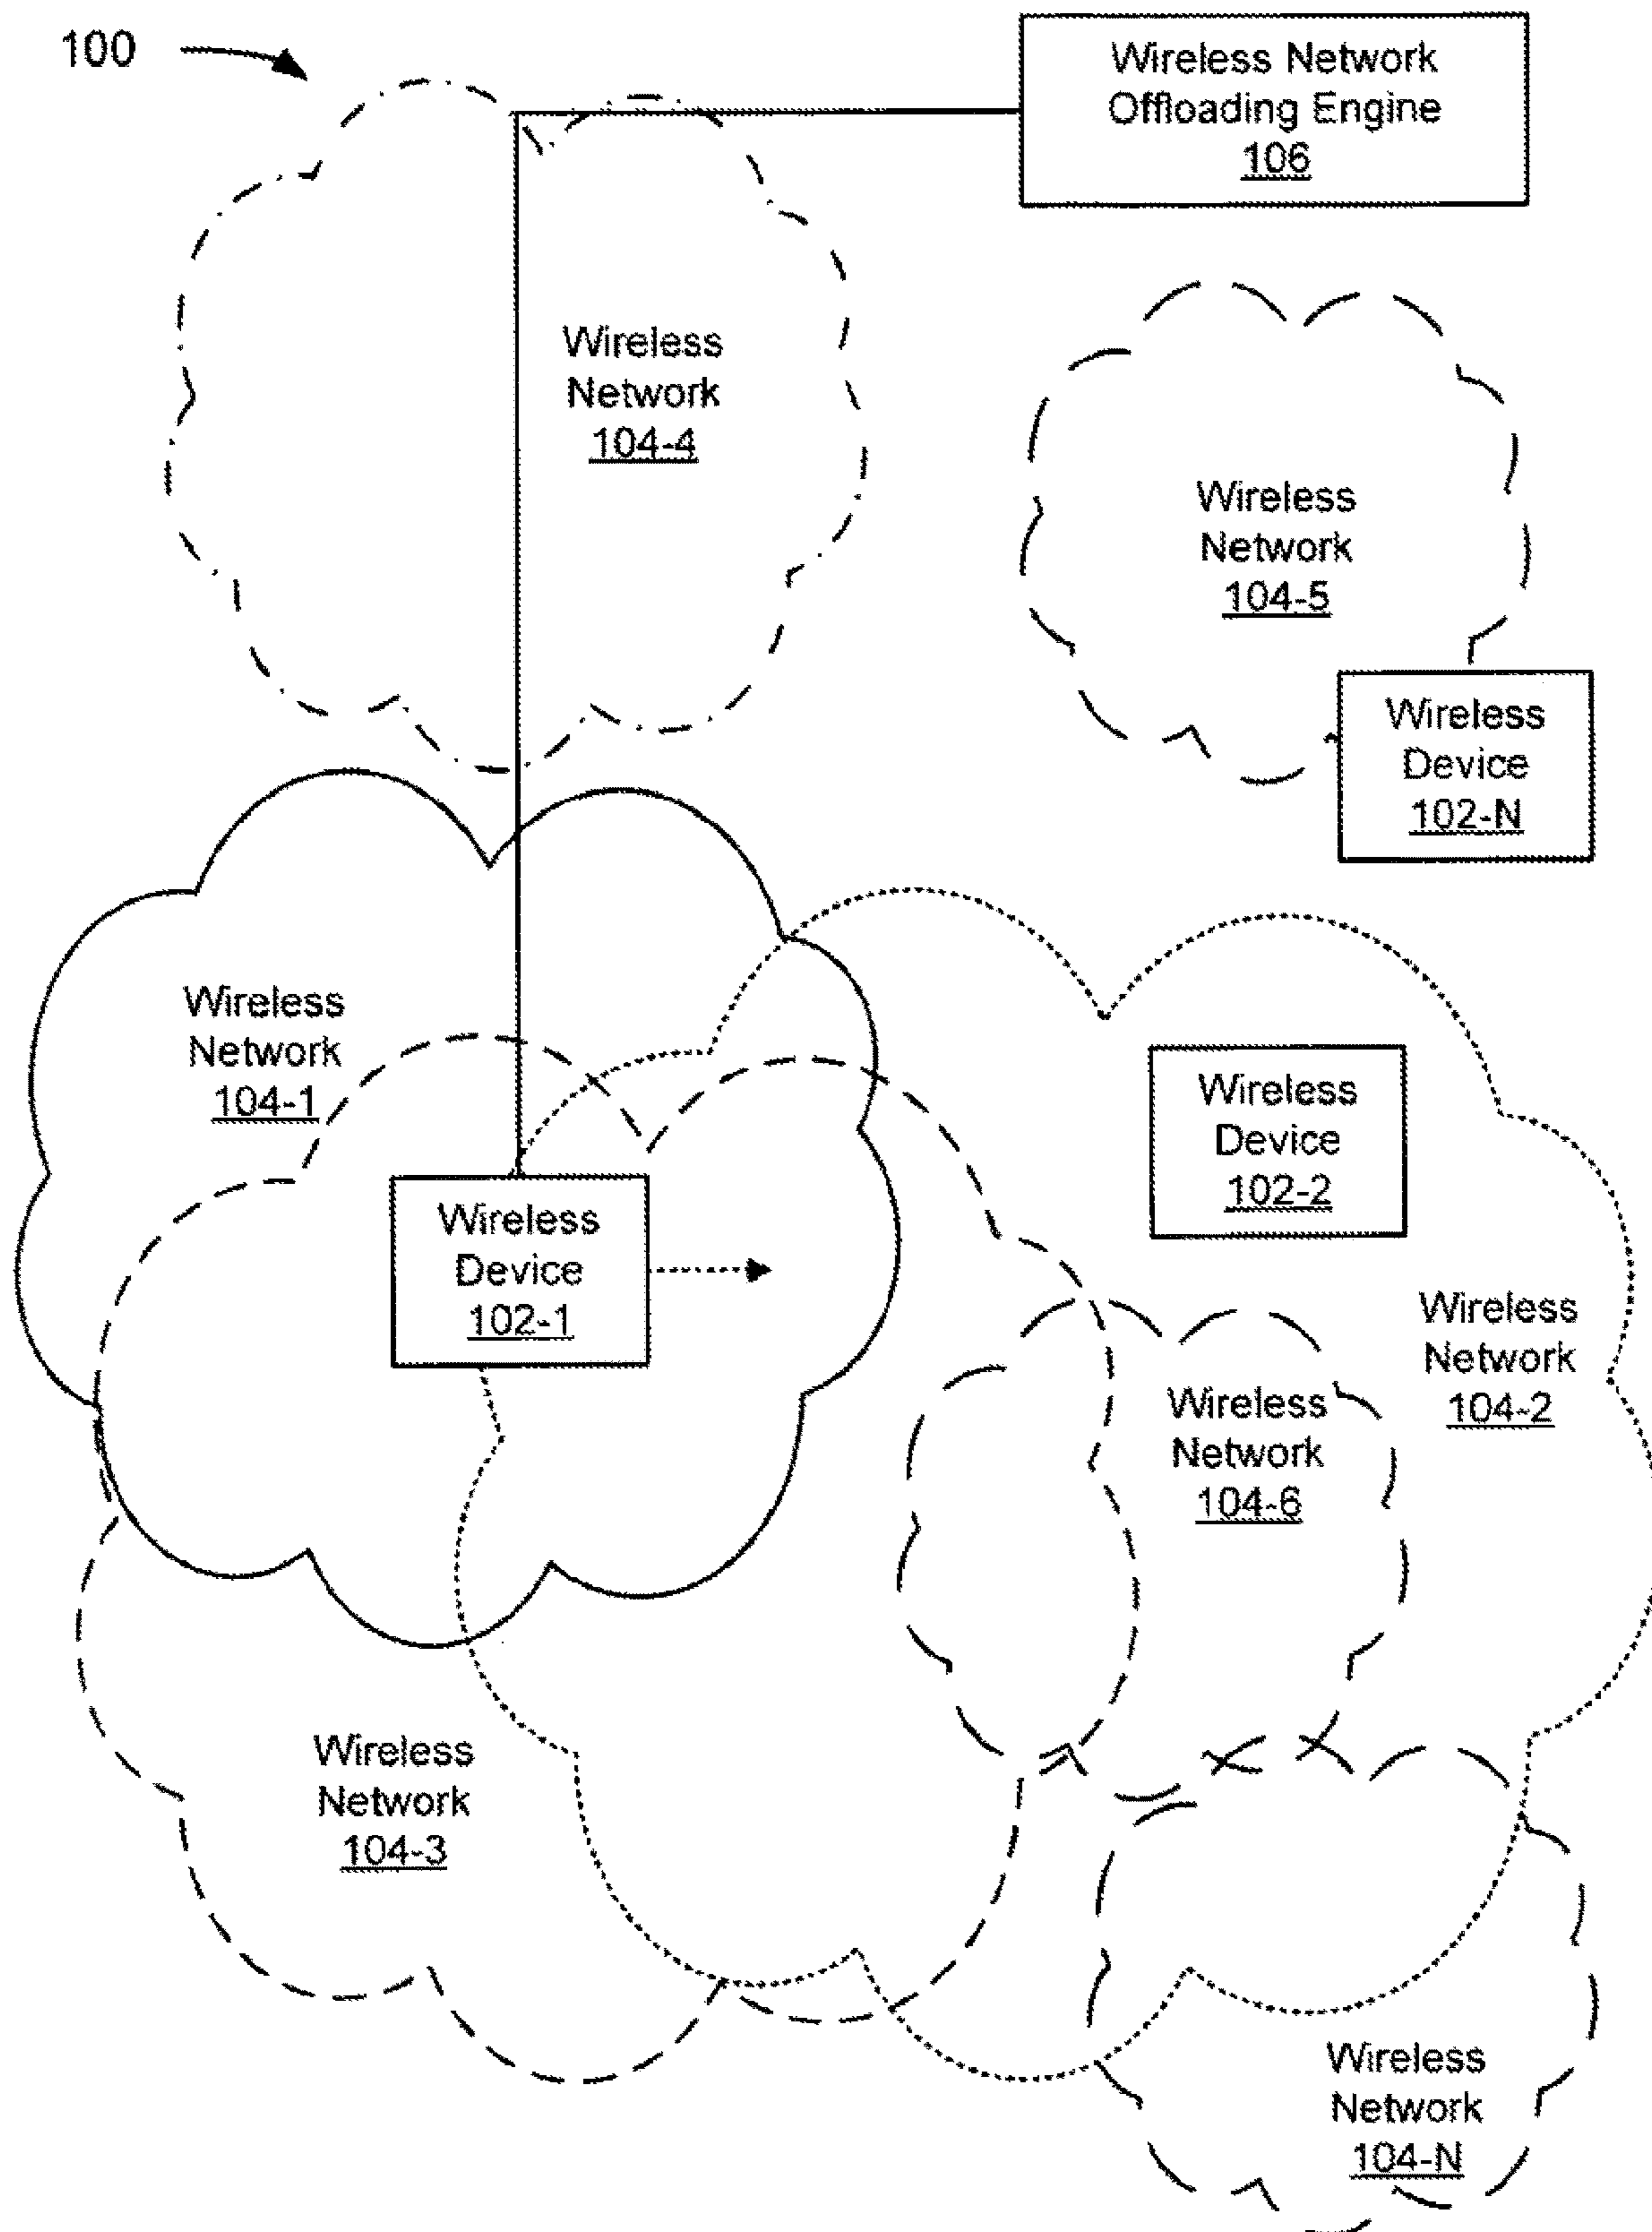 100
Wireless Network
Offloading Engine
106
Wireless
Network
104-4
Wireless
Network
104-5
Wireless
Device
102-N
Wireless
Network
104-1
Wireless
Device
102-2
Wireless
Device
102-1
Wireless
Network
104-2
Wireless
Network
104-6
Wireless
Network
104-3
Wireless
Network
104-N